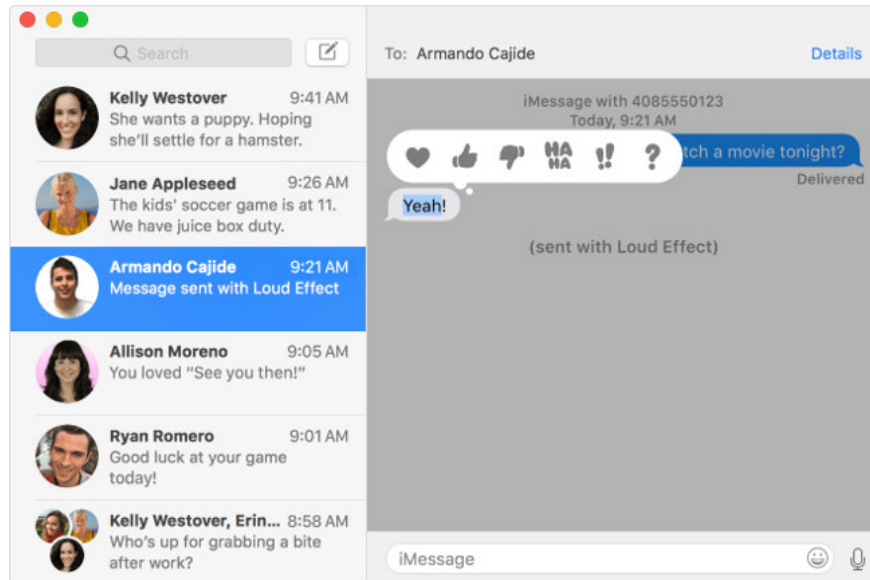 Search
Kelly Westover 9:41 AM
She wants a puppy. Hoping
she’ll settle for a hamster.
Jane Appleseed 9:26 AM
The kids' soccer game is at 11.
We have juice box duty.
Armando Cajide 9:21 AM
Message sent with Loud Effect
Allison Moreno 9:05 AM
You loved “See you then!”
Ryan Romero 9:01 AM
Good luck at your game
today!
Kelly Westover, Erin... 8:58 AM
Who’s up for grabbing a bite
after work?
To: Armando Cajide Details
iMessage with 4085550123
Today, 9:21 AM
HA
HA
!!
?
a movie tonight?
Delivered
Yeah!
(sent with Loud Effect)
iMessage